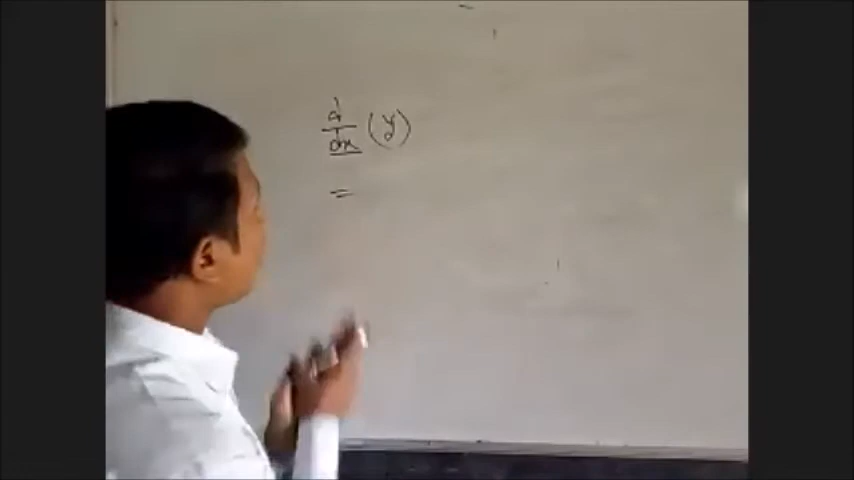 d/dx (y)
=